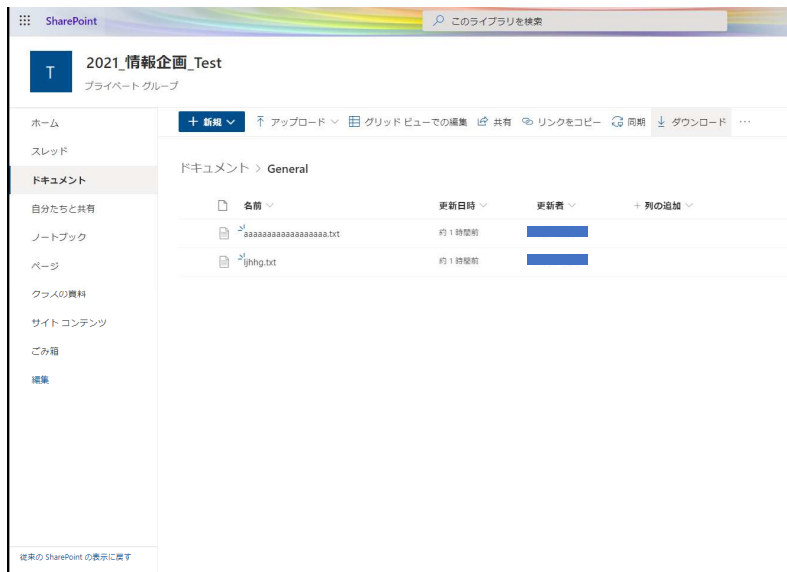 SharePoint
このライブラリを検索
T
2021_情報企画_Test
プライベート グループ
ホーム
スレッド
ドキュメント
自分たちと共有
ノートブック
ページ
クラスの資料
サイト コンテンツ
ごみ箱
編集
従来の SharePoint の表示に戻す
+ 新規 アップロード グリッド ビューでの編集 共有 リンクをコピー 同期 ダウンロード ···
ドキュメント > General
名前 更新日時 更新者 + 列の追加
aaaaaaaaaaaaaaaaaa.txt 約 1 時間前
ljhhg.txt 約 1 時間前